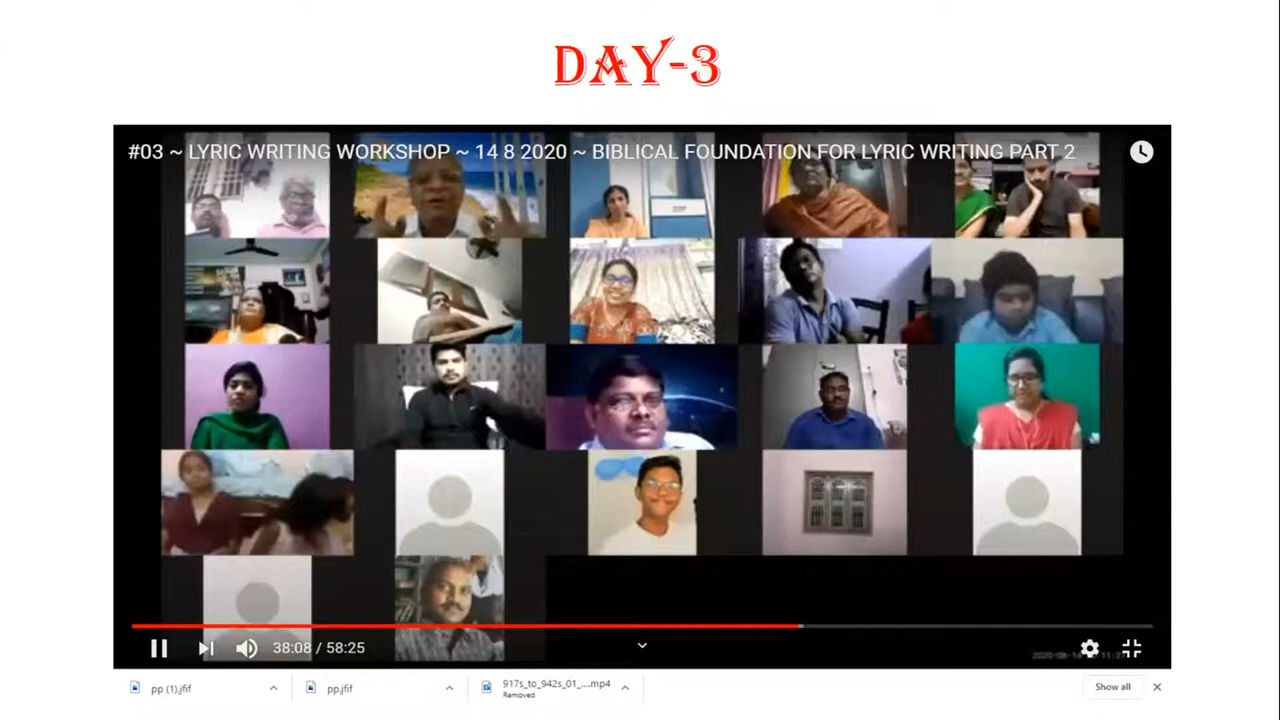 DAY-3
#03 ~ LYRIC WRITING WORKSHOP ~ 14 8 2020 ~ BIBLICAL FOUNDATION FOR LYRIC WRITING PART 2
38:08 / 58:25
pp (1).jfif
pp.jfif
917s_to_942s_01_....mp4
Removed
Show all